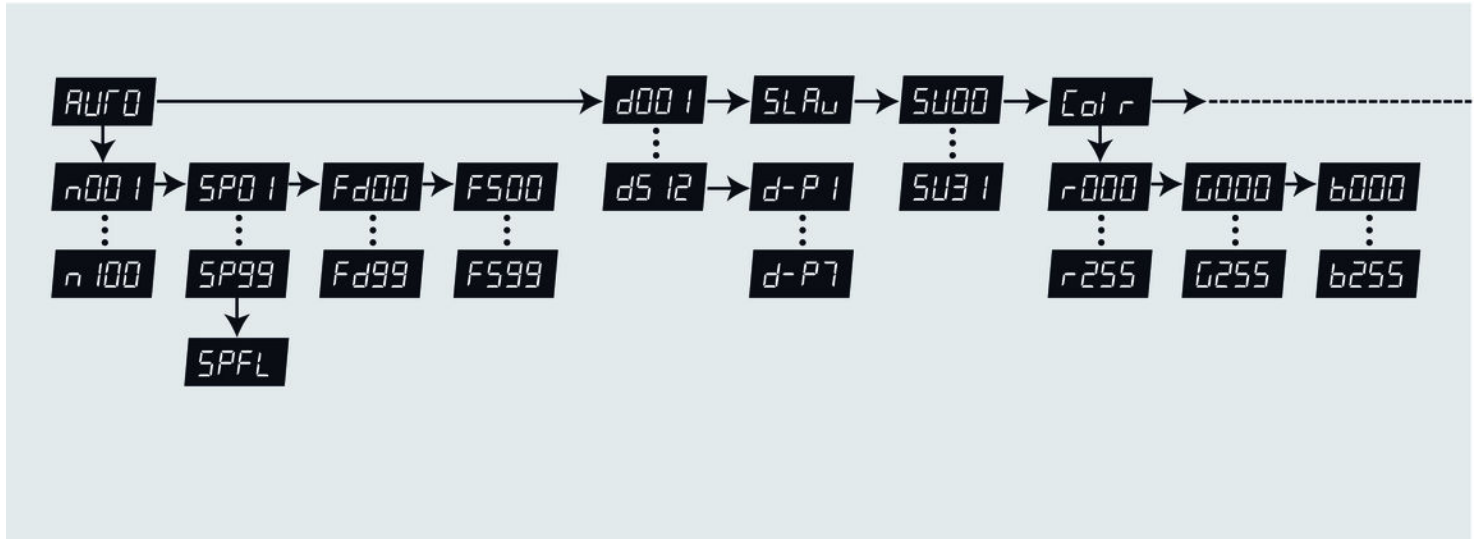 AUTO d001 SLAv SU00 Colr
n001 SP01 Fd00 FS00 dS12 d-P1 SU31 r000 G000 b000
n100 SP99 Fd99 FS99 d-P7 r255 G255 b255
SPFL